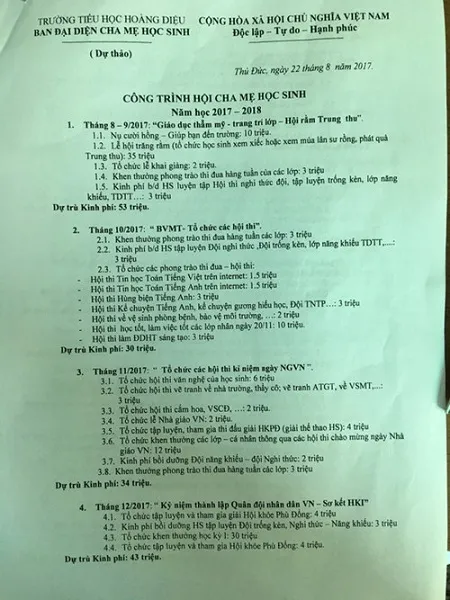 TRƯỜNG TIỂU HỌC HOÀNG DIỆU
CỘNG HÒA XÃ HỘI CHỦ NGHĨA VIỆT NAM
BAN ĐẠI DIỆN CHA MẸ HỌC SINH
Độc lập – Tự do – Hạnh phúc
( Dự thảo)
Thủ Đức, ngày 22 tháng 8 năm 2017.
CÔNG TRÌNH HỘI CHA MẸ HỌC SINH
Năm học 2017 – 2018
1. Tháng 8 – 9/2017: "Giáo dục thẩm mỹ - trang trí lớp – Hội rằm Trung thu".
1.1. Nụ cười hồng – Giúp bạn đến trường: 10 triệu.
1.2. Lễ hội trăng rằm (tổ chức học sinh xem xiếc hoặc xem múa lân sư rồng, phát quà
Trung thu): 35 triệu
1.3. Tổ chức lễ khai giảng: 2 triệu.
1.4. Khen thưởng phong trào thi đua hàng tuần của các lớp: 3 triệu
1.5. Kinh phí b/d HS luyện tập Hội thi nghi thức đội, tập luyện trống kèn, lớp năng
khiếu, TDTT…: 3 triệu
Dự trù Kinh phí: 53 triệu.
2. Tháng 10/2017: " BVMT- Tổ chức các hội thi".
2.1. Khen thưởng phong trào thi đua hàng tuần các lớp: 3 triệu
2.2. Kinh phí b/d HS tập luyện Đội nghi thức ,Đội trống kèn, lớp năng khiếu TDTT,...:
3 triệu
2.3. Tổ chức các phong trào thi đua – hội thi:
- Hội thi Tin học Toán Tiếng Việt trên internet: 1.5 triệu
- Hội thi Tin học Toán Tiếng Anh trên internet: 1.5 triệu
- Hội thi Hùng biện Tiếng Anh: 3 triệu
- Hội thi Kể chuyện Tiếng Anh, kể chuyện gương hiếu học, Đội TNTP…: 3 triệu
- Hội thi về vệ sinh phòng bệnh, bảo vệ môi trường, …: 2 triệu
- Hội thi học tốt, làm việc tốt các lớp nhân ngày 20/11: 10 triệu.
- Hội thi làm ĐDHT sáng tạo: 3 triệu
Dự trù Kinh phí: 30 triệu.
3. Tháng 11/2017: " Tổ chức các hội thi kỉ niệm ngày NGVN ".
3.1. Tổ chức hội thi văn nghệ của học sinh: 6 triệu
3.2. Tổ chức hội thi vẽ tranh về nhà trường, thầy cô; vẽ tranh ATGT, về VSMT,...:
3 triệu
3.3. Tổ chức hội thi cắm hoa, VSCĐ, …: 2 triệu.
3.4. Tổ chức lễ Nhà giáo VN: 2 triệu.
3.5. Tổ chức tập luyện, tham gia thi đấu giải HKPĐ (giải thể thao HS): 4 triệu
3.6. Tổ chức khen thưởng các lớp – cá nhân thông qua các hội thi chào mừng ngày Nhà
giáo VN: 12 triệu
3.7. Kinh phí bồi dưỡng Đội năng khiếu – đội Nghi thức: 2 triệu
3.8. Khen thưởng phong trào thi đua hàng tuần các lớp: 3 triệu
Dự trù Kinh phí: 34 triệu.
4. Tháng 12/2017: " Kỷ niệm thành lập Quân đội nhân dân VN – Sơ kết HKI"
4.1. Tổ chức tập luyện và tham gia giải Hội khỏe Phù Đổng: 4 triệu
4.2. Kinh phí bồi dưỡng HS tập luyện Đội trống kèn, Nghi thức – Năng khiếu: 3 triệu
4.3. Tổ chức khen thưởng học kỳ I: 30 triệu
4.4. Tổ chức tập luyện và tham gia Hội khỏe Phù Đổng: 4 triệu.
Dự trù Kinh phí: 43 triệu.